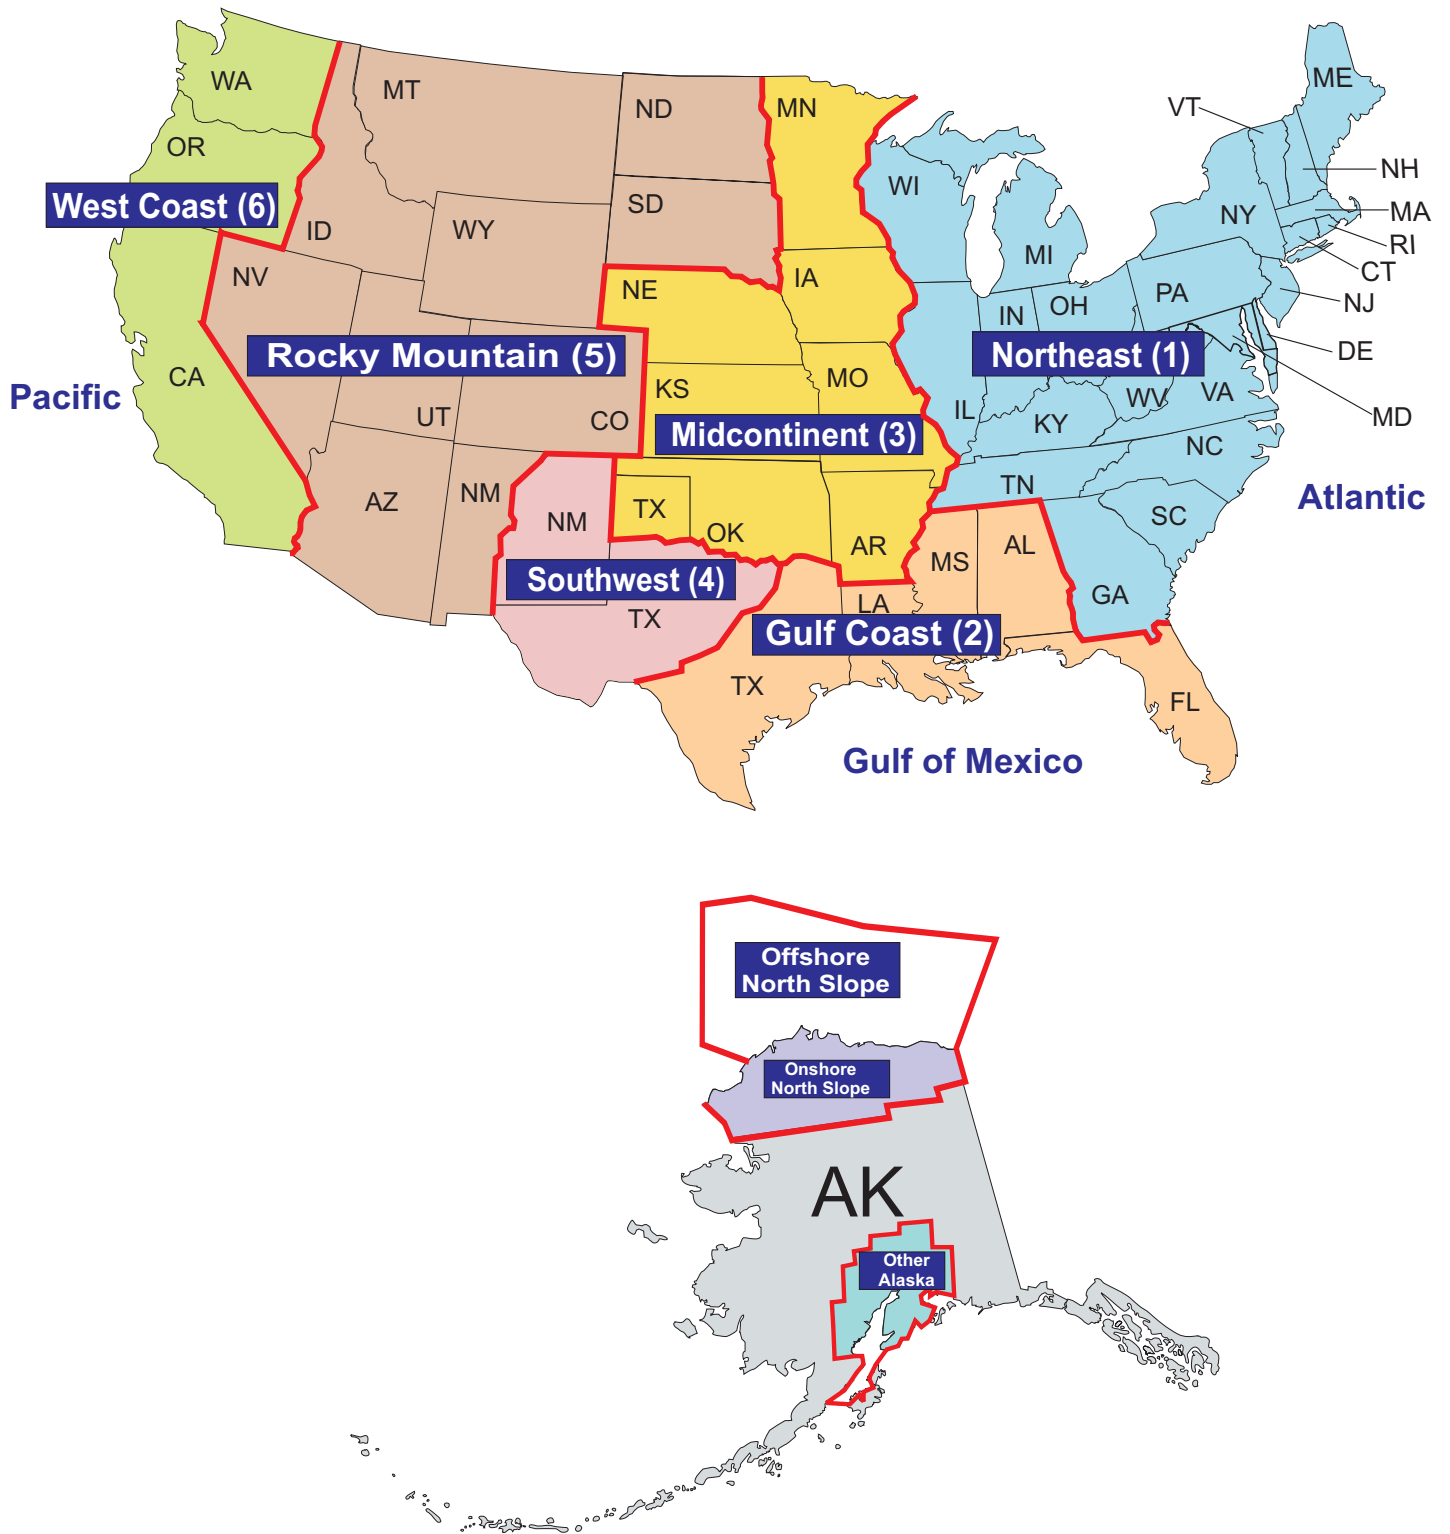 WA
MT
ND
MN
ME
VT
OR
NH
WI
West Coast (6)
SD
MA
ID
WY
NY
RI
MI
CT
NV
IA
NE
PA
NJ
IN
OH
Rocky Mountain (5)
Northeast (1)
DE
Pacific
CA
KS
MO
WV
VA
UT
CO
IL
KY
MD
Midcontinent (3)
NC
TN
NM
AZ
Atlantic
TX
NM
SC
OK
AR
AL
MS
Southwest (4)
GA
LA
TX
Gulf Coast (2)
TX
FL
Gulf of Mexico
Offshore
North Slope
Onshore
North Slope
AK
Other
Alaska